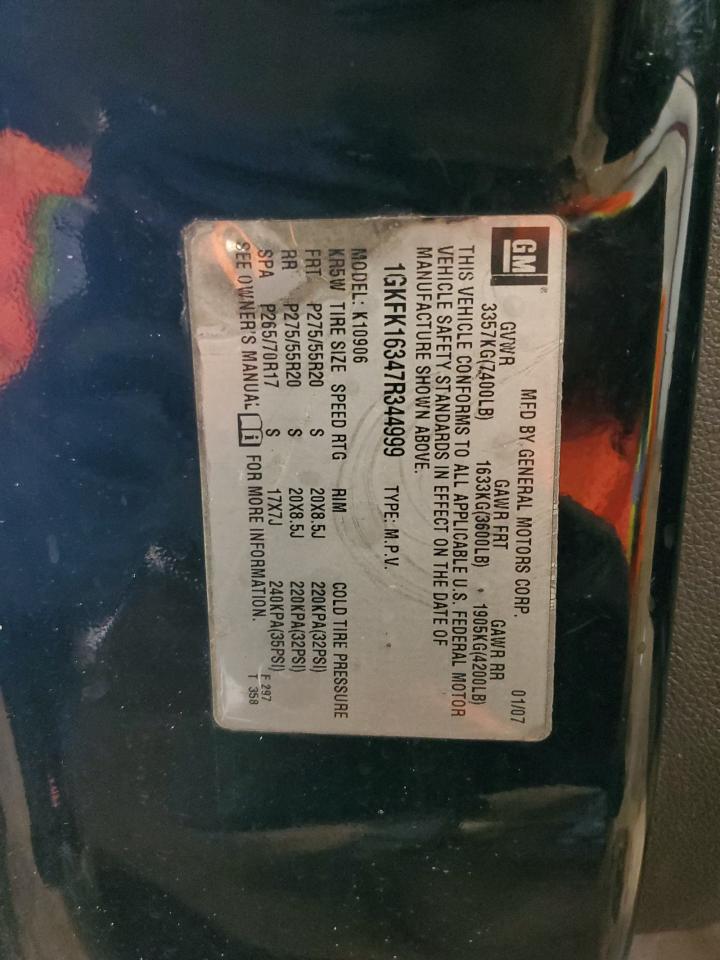 GM®
MFD BY GENERAL MOTORS CORP. 01/07
GVWR GAWR FRT GAWR RR
3357KG(7400LB) 1633KG(3600LB) 1905KG(4200LB)
THIS VEHICLE CONFORMS TO ALL APPLICABLE U.S. FEDERAL MOTOR
VEHICLE SAFETY STANDARDS IN EFFECT ON THE DATE OF
MANUFACTURE SHOWN ABOVE.
1GKFK16347R344999 TYPE: M.P.V.
MODEL: K10906
KR5W TIRE SIZE SPEED RTG RIM COLD TIRE PRESSURE
FRT P275/55R20 S 20X8.5J 220KPA(32PSI)
RR P275/55R20 S 20X8.5J 220KPA(32PSI)
SPA P265/70R17 S 17X7J 240KPA(35PSI)
SEE OWNER'S MANUAL FOR MORE INFORMATION.
F 297
T 358